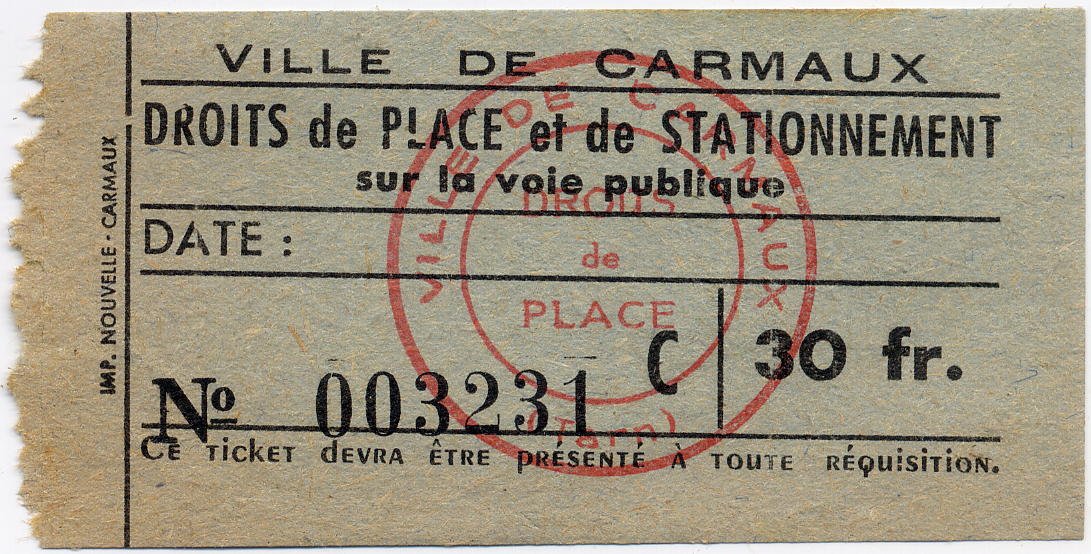 VILLE DE CARMAUX
DROITS de PLACE et de STATIONNEMENT
sur la voie publique
DATE :
No 003231 C
30 fr.
CE TICKET DEVRA ÊTRE PRÉSENTÉ À TOUTE RÉQUISITION.
IMP. NOUVELLE - CARMAUX
VILLE DE CARMAUX
DROITS
de
PLACE
(Tarn)